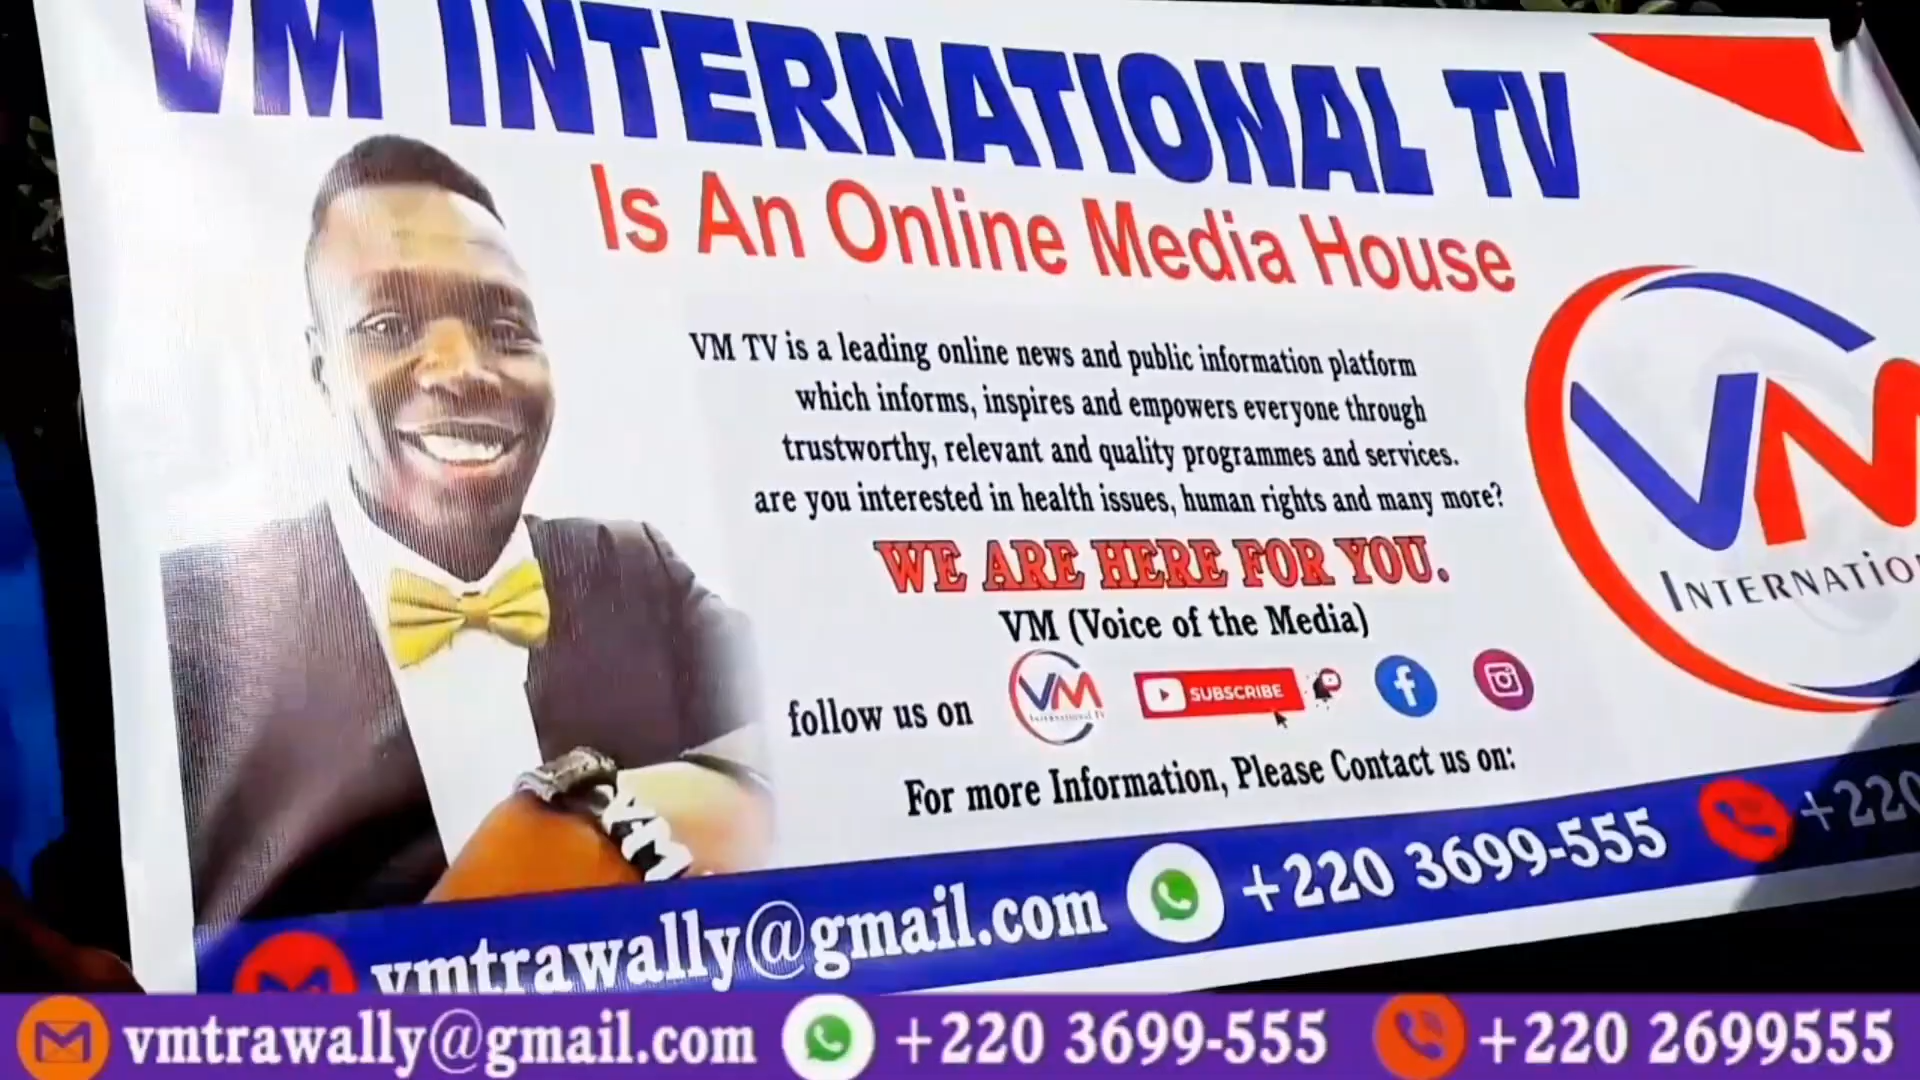 VM INTERNATIONAL TV
Is An Online Media House
VM TV is a leading online news and public information platform
which informs, inspires and empowers everyone through
trustworthy, relevant and quality programmes and services.
are you interested in health issues, human rights and many more?
WE ARE HERE FOR YOU.
VM (Voice of the Media)
follow us on
VM
International TV
SUBSCRIBE
For more Information, Please Contact us on:
vmtrawally@gmail.com +220 3699-555 +220
VM
INTERNATIO
VM
vmtrawally@gmail.com +220 3699-555 +220 2699555